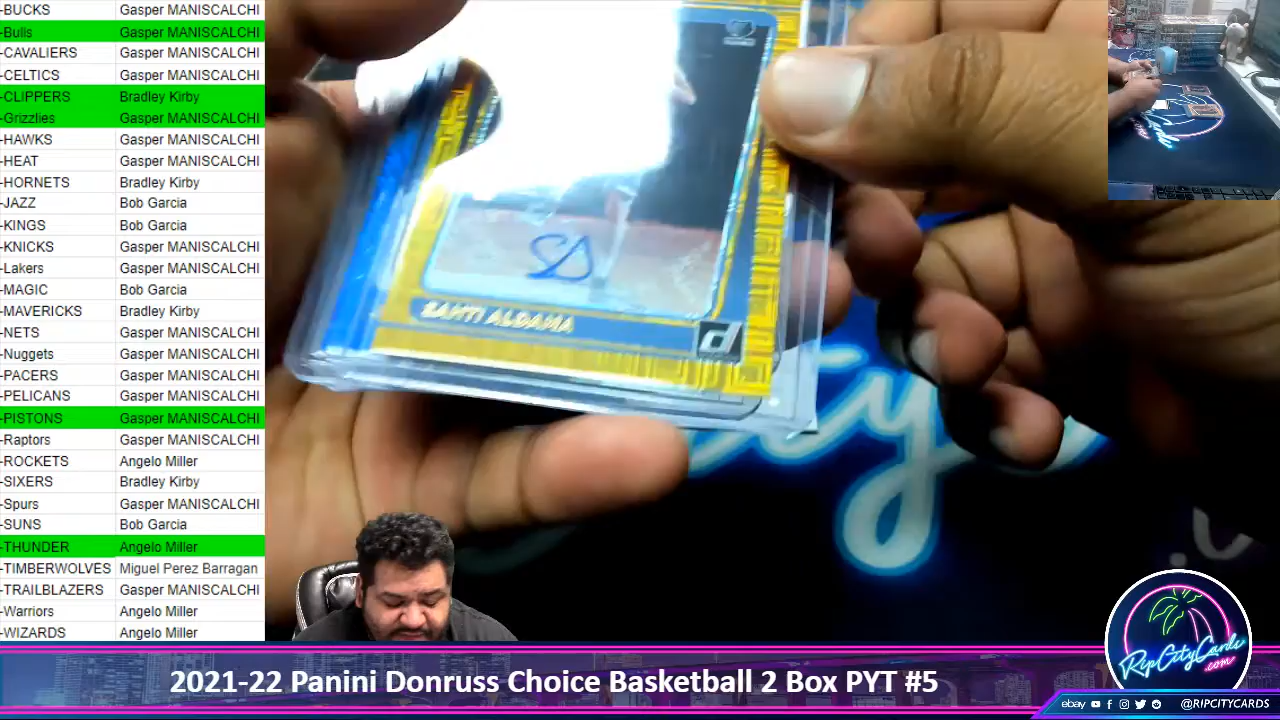 -BUCKS Gasper MANISCALCHI
-Bulls Gasper MANISCALCHI
-CAVALIERS Gasper MANISCALCHI
-CELTICS Gasper MANISCALCHI
-CLIPPERS Bradley Kirby
-Grizzlies Gasper MANISCALCHI
-HAWKS Gasper MANISCALCHI
-HEAT Gasper MANISCALCHI
-HORNETS Bradley Kirby
-JAZZ Bob Garcia
-KINGS Bob Garcia
-KNICKS Gasper MANISCALCHI
-Lakers Gasper MANISCALCHI
-MAGIC Bob Garcia
-MAVERICKS Bradley Kirby
-NETS Gasper MANISCALCHI
-Nuggets Gasper MANISCALCHI
-PACERS Gasper MANISCALCHI
-PELICANS Gasper MANISCALCHI
-PISTONS Gasper MANISCALCHI
-Raptors Gasper MANISCALCHI
-ROCKETS Angelo Miller
-SIXERS Bradley Kirby
-Spurs Gasper MANISCALCHI
-SUNS Bob Garcia
-THUNDER Angelo Miller
-TIMBERWOLVES Miguel Perez Barragan
-TRAILBLAZERS Gasper MANISCALCHI
-Warriors Angelo Miller
-WIZARDS Angelo Miller
SANTI ALDAMA
d
RipCityCards
.com
2021-22 Panini Donruss Choice Basketball 2 Box PYT #5
ebay @RIPCITYCARDS